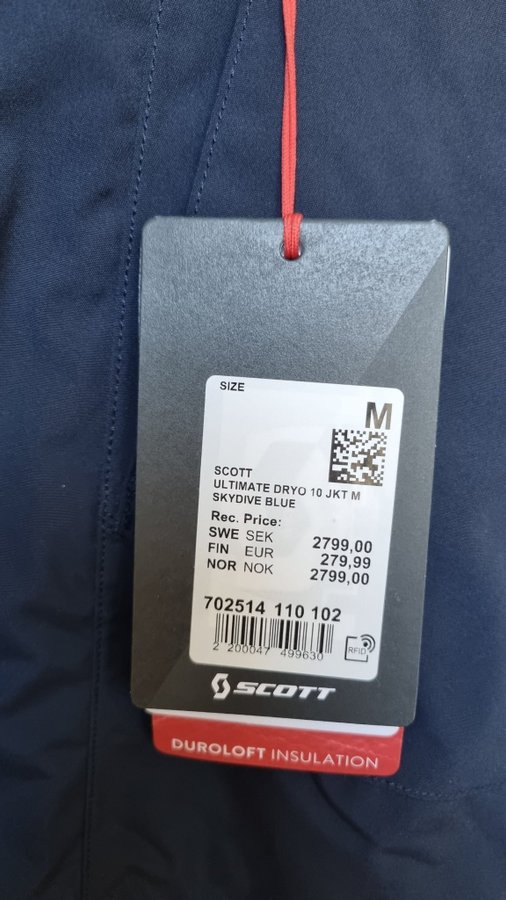 SIZE
M
SCOTT
ULTIMATE DRYO 10 JKT M
SKYDIVE BLUE
Rec. Price:
SWE SEK 2799,00
FIN EUR 279,99
NOR NOK 2799,00
702514 110 102
2 200047 499630
RFID
SCOTT
DUROLOFT INSULATION